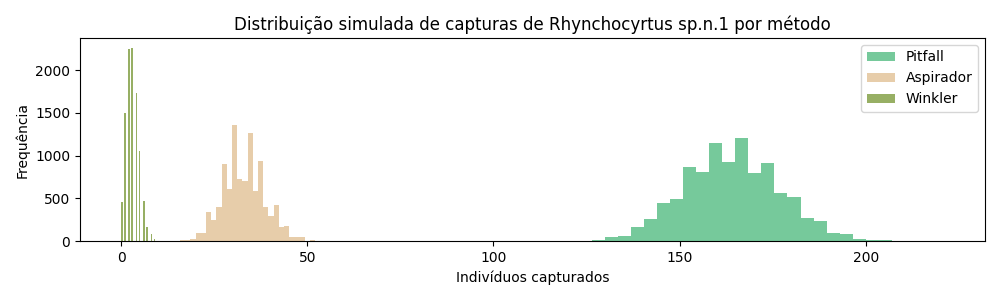 Distribuição simulada de capturas de Rhynchocyrtus sp.n.1 por método
Frequência
2000
1500
1000
500
0
Pitfall
Aspirador
Winkler
0 50 100 150 200
Indivíduos capturados